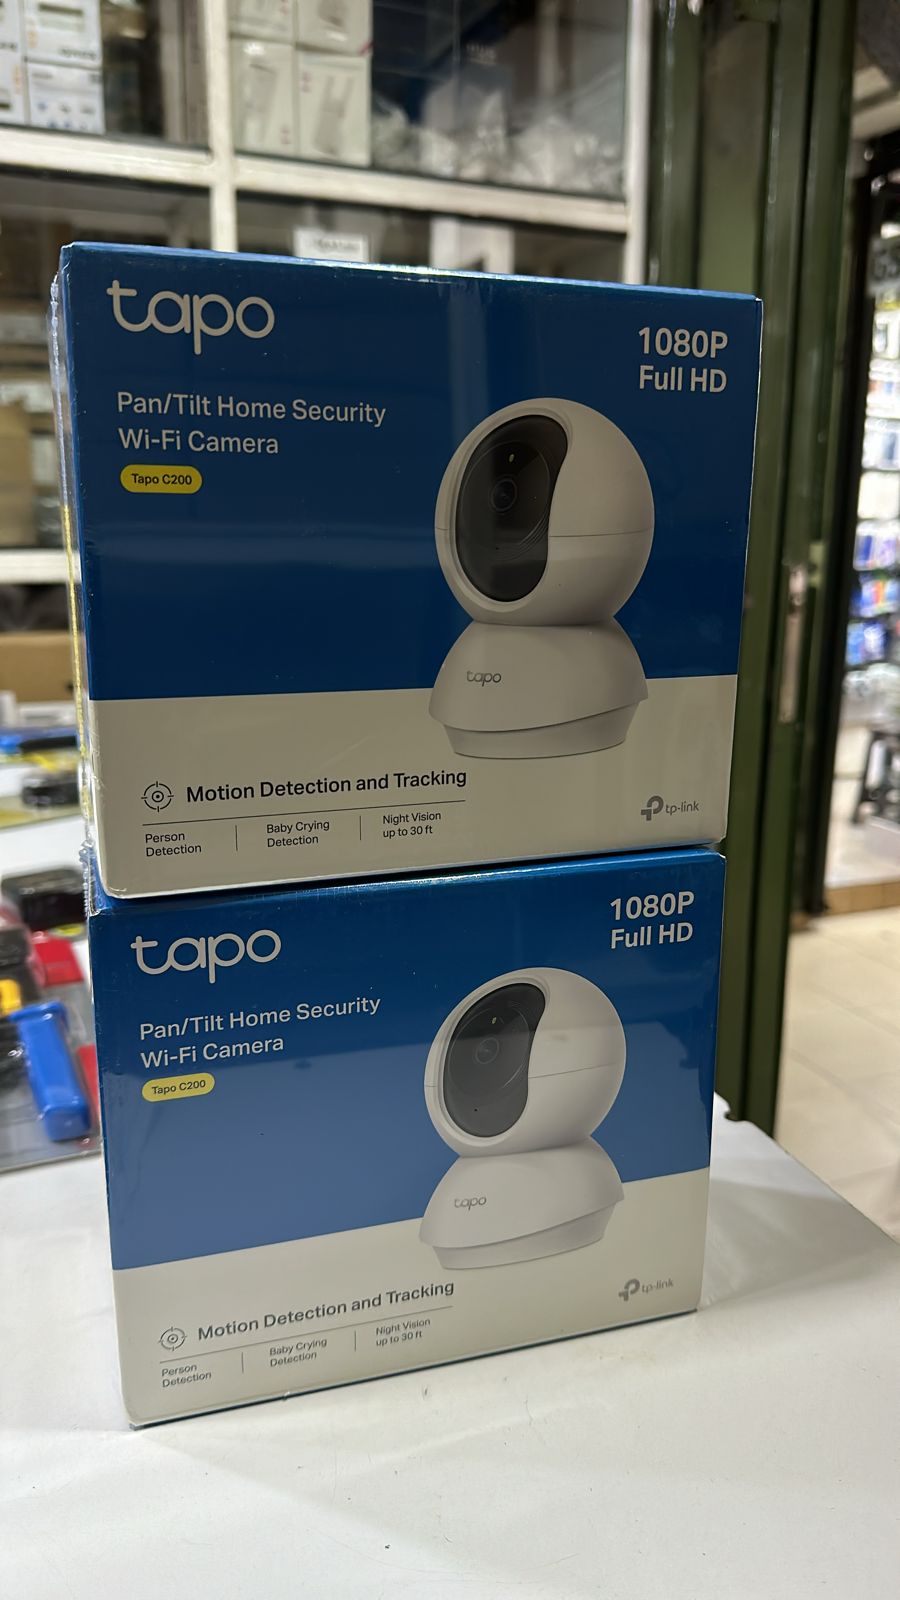 tapo
1080P
Full HD
Pan/Tilt Home Security
Wi-Fi Camera
Tapo C200
tapo
Motion Detection and Tracking
Person
Detection
Baby Crying
Detection
Night Vision
up to 30 ft
tp-link
tapo
1080P
Full HD
Pan/Tilt Home Security
Wi-Fi Camera
Tapo C200
tapo
Motion Detection and Tracking
Person
Detection
Baby Crying
Detection
Night Vision
up to 30 ft
tp-link